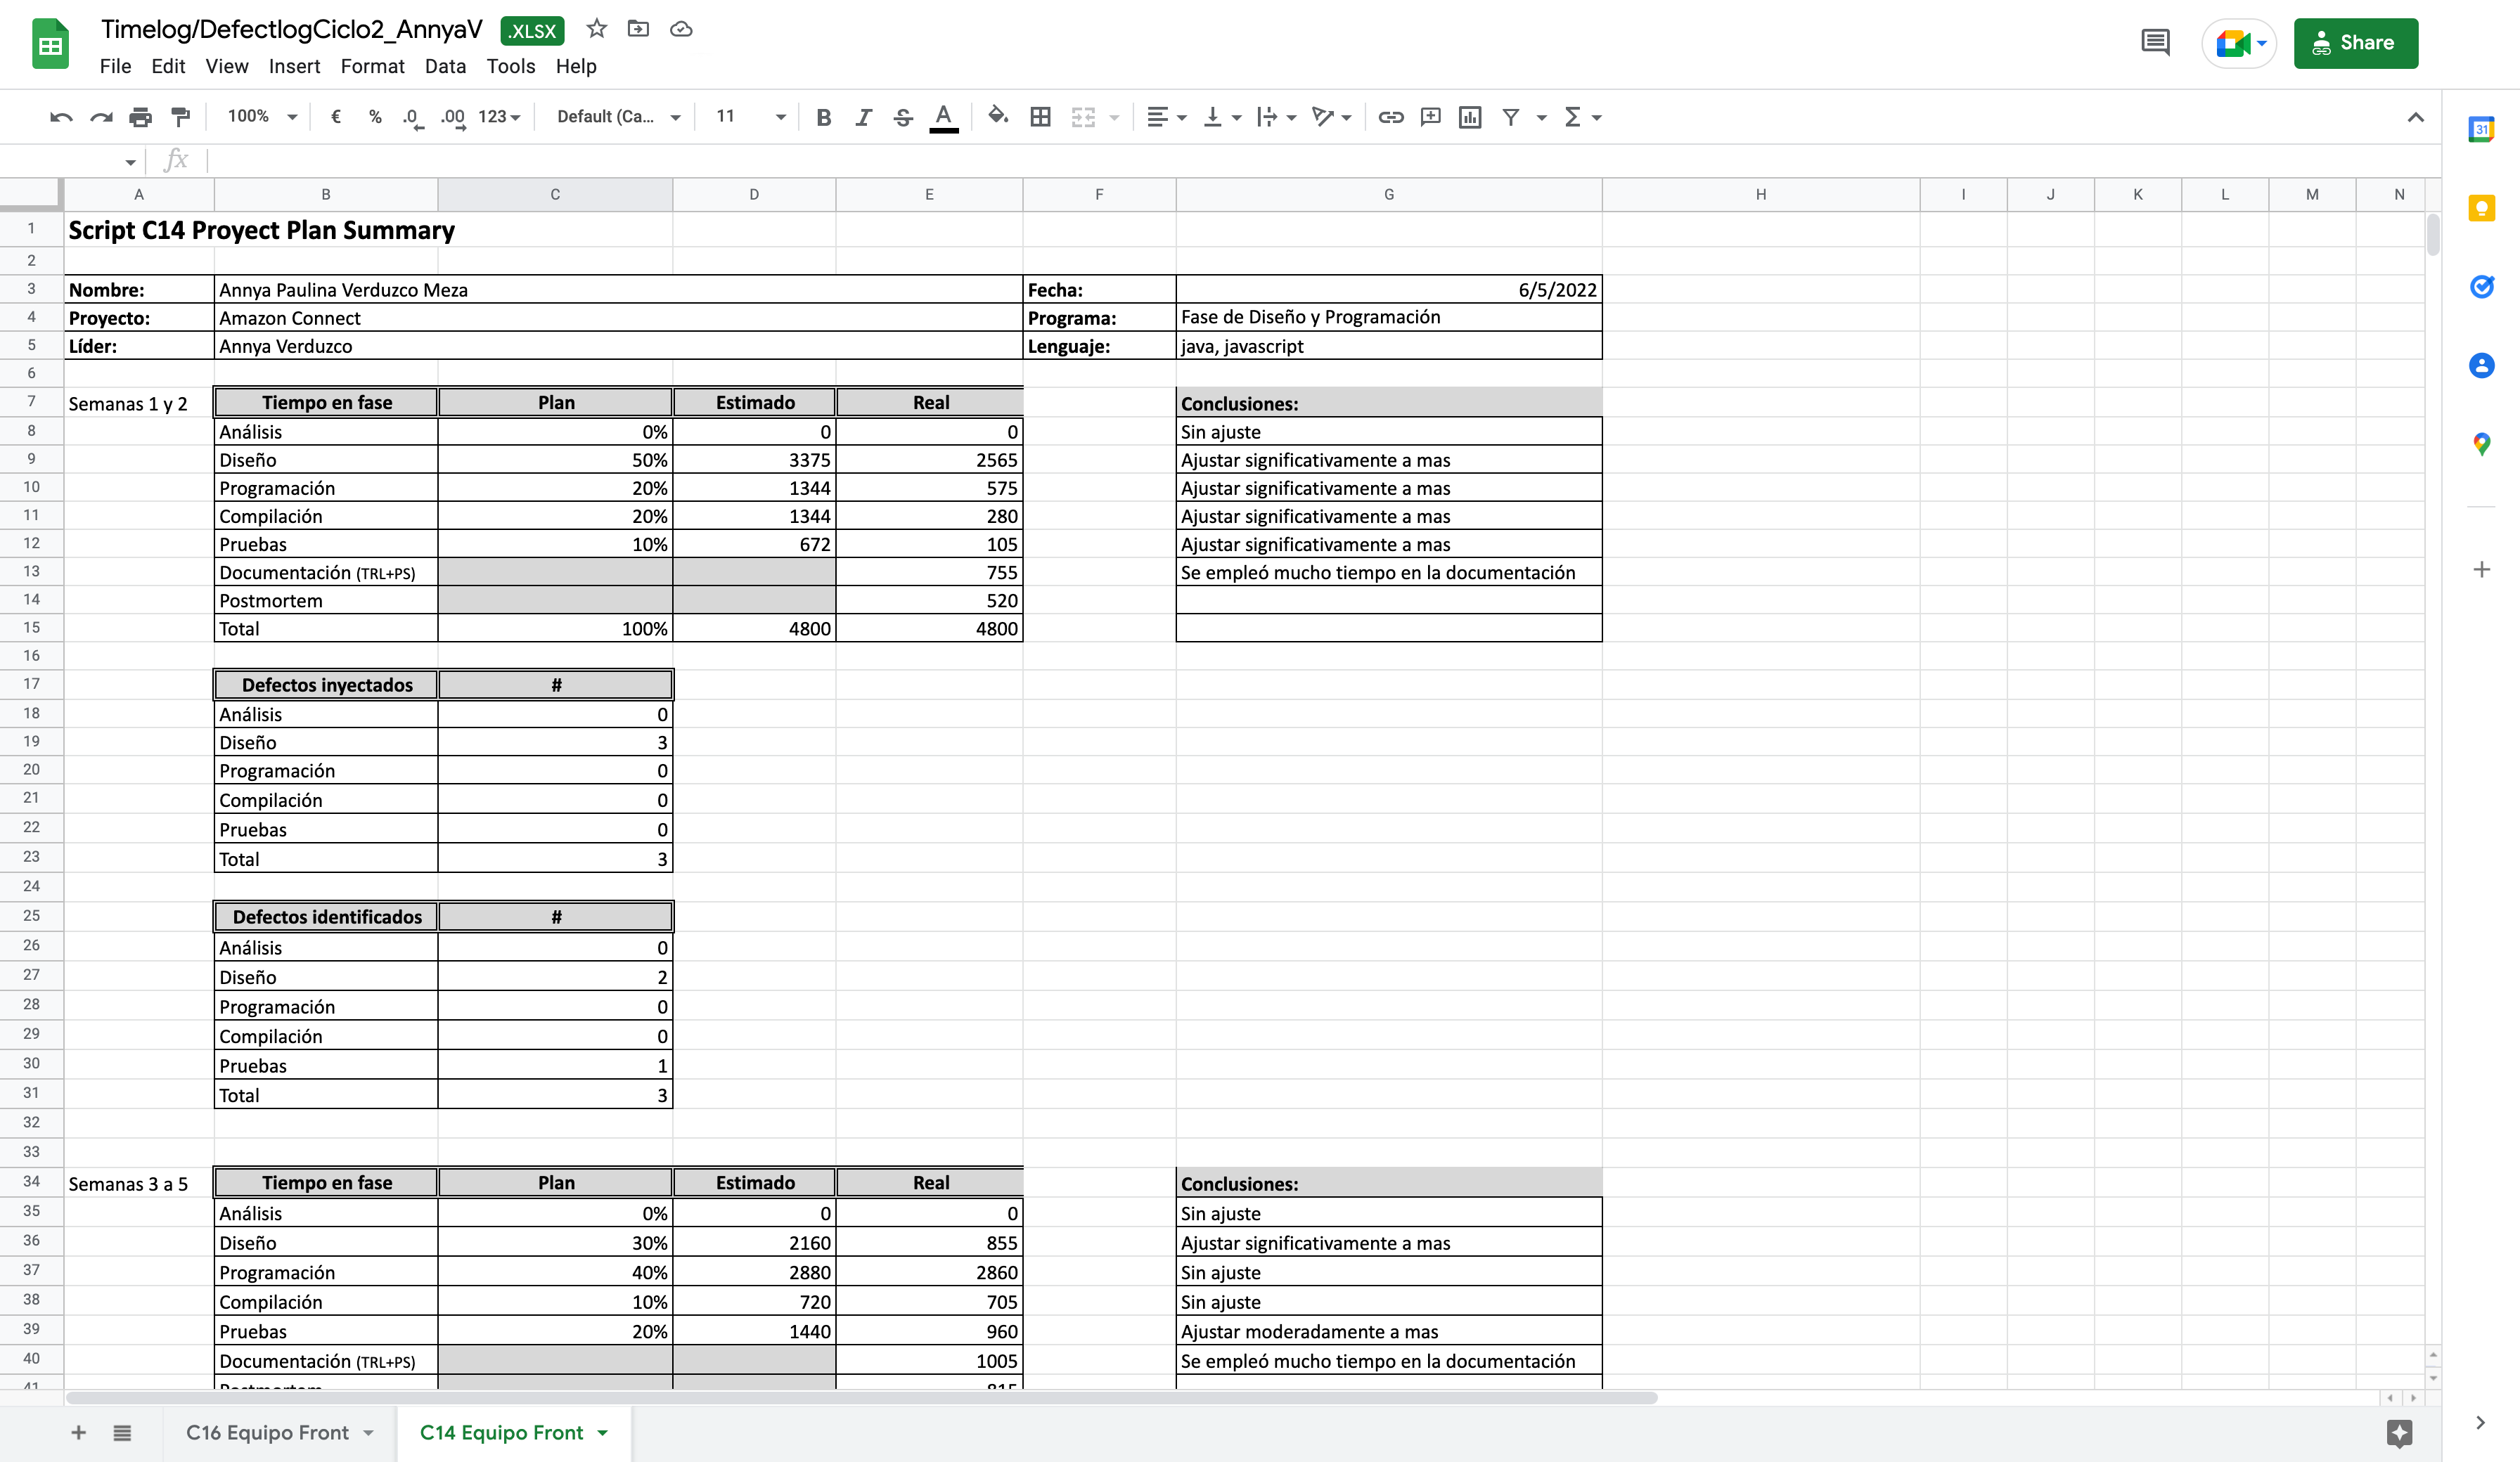 Timelog/DefectlogCiclo2_AnnyaV .XLSX
File Edit View Insert Format Data Tools Help
Share
100% € % .0 .00 123 Default (Ca... 11 B I S A
31
fx
A B C D E F G H I J K L M N
1 Script C14 Proyect Plan Summary
2
3 Nombre: Annya Paulina Verduzco Meza Fecha: 6/5/2022
4 Proyecto: Amazon Connect Programa: Fase de Diseño y Programación
5 Líder: Annya Verduzco Lenguaje: java, javascript
6
7 Semanas 1 y 2 Tiempo en fase Plan Estimado Real Conclusiones:
8 Análisis 0% 0 0 Sin ajuste
9 Diseño 50% 3375 2565 Ajustar significativamente a mas
10 Programación 20% 1344 575 Ajustar significativamente a mas
11 Compilación 20% 1344 280 Ajustar significativamente a mas
12 Pruebas 10% 672 105 Ajustar significativamente a mas
13 Documentación (TRL+PS) 755 Se empleó mucho tiempo en la documentación
14 Postmortem 520
15 Total 100% 4800 4800
16
17 Defectos inyectados #
18 Análisis 0
19 Diseño 3
20 Programación 0
21 Compilación 0
22 Pruebas 0
23 Total 3
24
25 Defectos identificados #
26 Análisis 0
27 Diseño 2
28 Programación 0
29 Compilación 0
30 Pruebas 1
31 Total 3
32
33
34 Semanas 3 a 5 Tiempo en fase Plan Estimado Real Conclusiones:
35 Análisis 0% 0 0 Sin ajuste
36 Diseño 30% 2160 855 Ajustar significativamente a mas
37 Programación 40% 2880 2860 Sin ajuste
38 Compilación 10% 720 705 Sin ajuste
39 Pruebas 20% 1440 960 Ajustar moderadamente a mas
40 Documentación (TRL+PS) 1005 Se empleó mucho tiempo en la documentación
41 Postmortem 815
C16 Equipo Front C14 Equipo Front